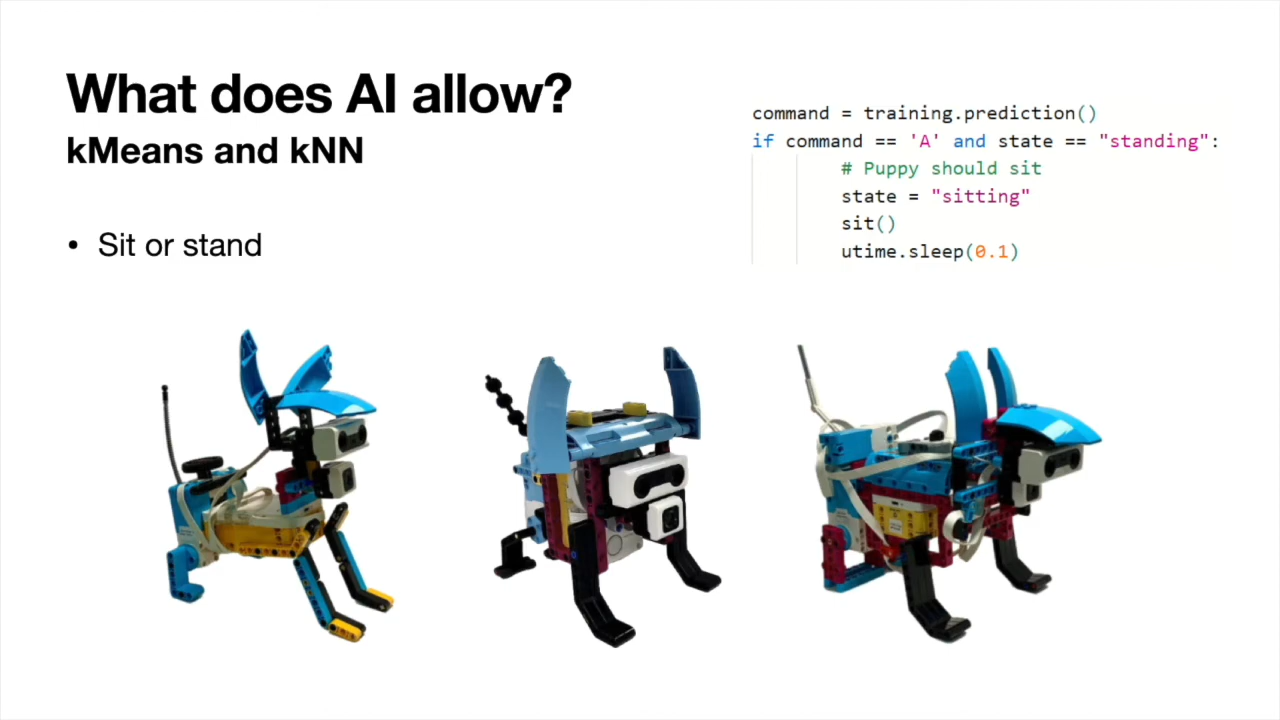 What does AI allow?
kMeans and kNN
• Sit or stand
command = training.prediction()
if command == 'A' and state == "standing":
# Puppy should sit
state = "sitting"
sit()
utime.sleep(0.1)